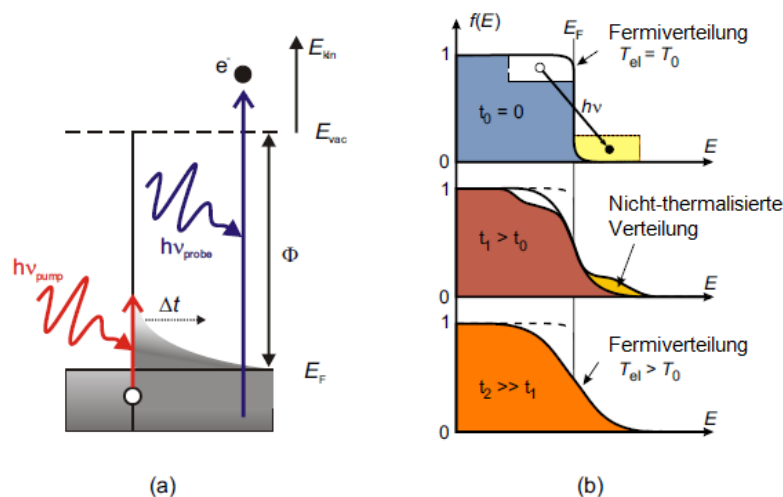 e⁻
E_kin
E_vac
hν_probe
Φ
hν_pump
Δt
E_F
(a)
f(E)
E_F
Fermiverteilung
T_el = T_0
1
t_0 = 0
hν
E
0
1
Nicht-thermalisierte
Verteilung
t_1 > t_0
E
0
1
Fermiverteilung
T_el > T_0
t_2 >> t_1
E
0
(b)